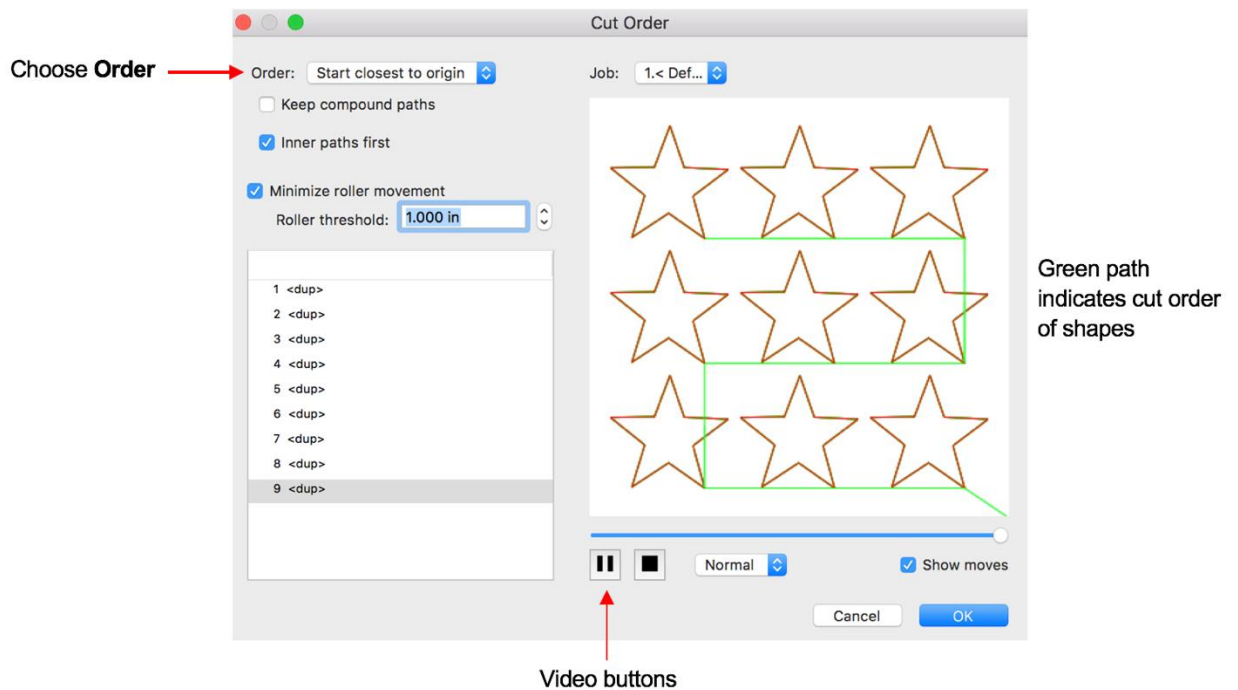 Cut Order
Choose Order
Order: Start closest to origin
Keep compound paths
Inner paths first
Minimize roller movement
Roller threshold: 1.000 in
1 <dup>
2 <dup>
3 <dup>
4 <dup>
5 <dup>
6 <dup>
7 <dup>
8 <dup>
9 <dup>
Job: 1.< Def...
Green path
indicates cut order
of shapes
Normal
Show moves
Cancel
OK
Video buttons